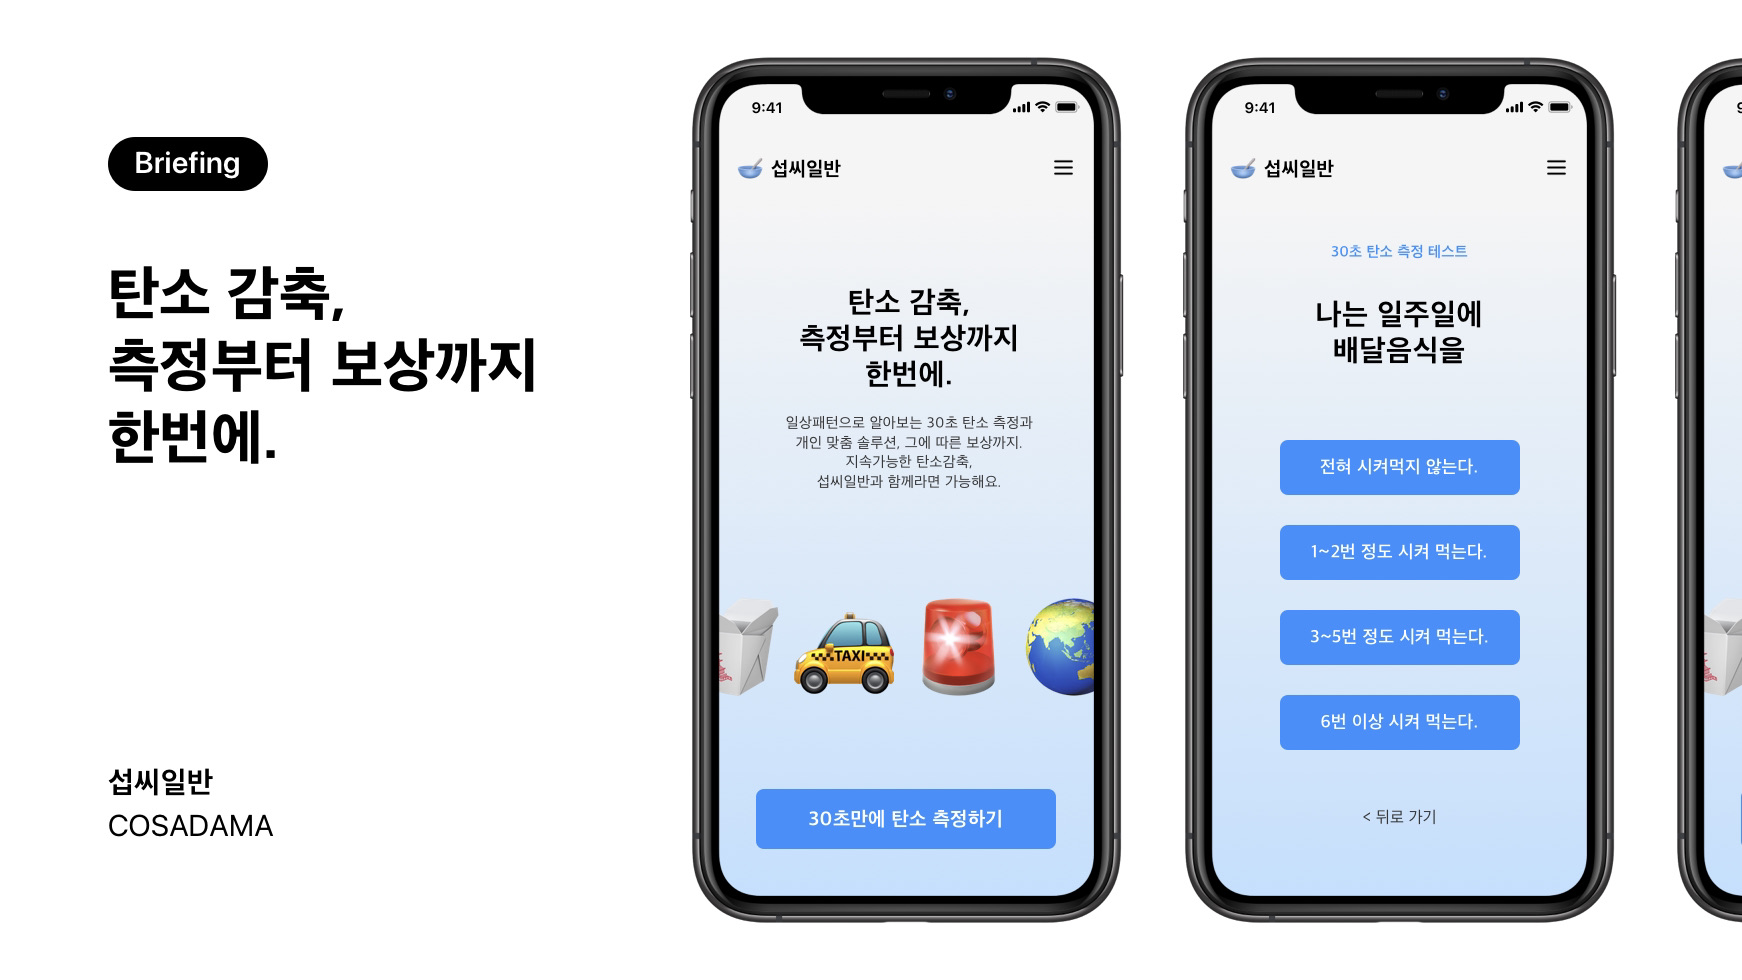 Briefing
탄소 감축,
측정부터 보상까지
한번에.
섭씨일반
COSADAMA
9:41
섭씨일반
탄소 감축,
측정부터 보상까지
한번에.
일상패턴으로 알아보는 30초 탄소 측정과
개인 맞춤 솔루션, 그에 따른 보상까지.
지속가능한 탄소감축,
섭씨일반과 함께라면 가능해요.
TAXI
30초만에 탄소 측정하기
9:41
섭씨일반
30초 탄소 측정 테스트
나는 일주일에
배달음식을
전혀 시켜먹지 않는다.
1~2번 정도 시켜 먹는다.
3~5번 정도 시켜 먹는다.
6번 이상 시켜 먹는다.
< 뒤로 가기